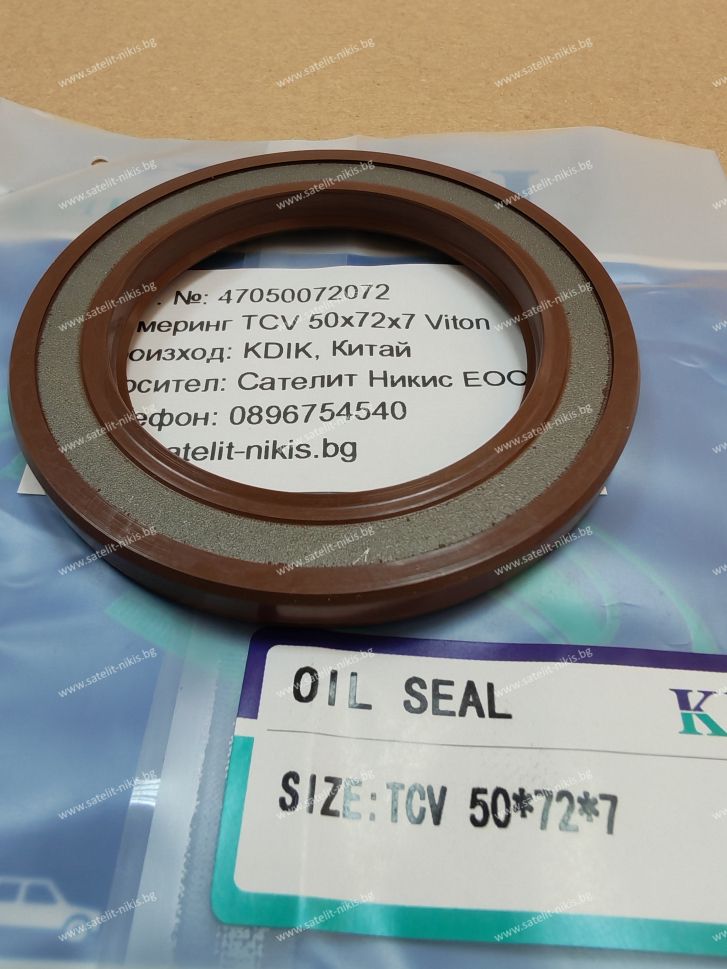 www.satelit-nikis.bg
№: 47050072072
меринг TCV 50x72x7 Viton
роизход: KDIK, Китай
осител: Сателит Никис ЕОО
ефон: 0896754540
atelit-nikis.bg
OIL SEAL
SIZE:TCV 50*72*7